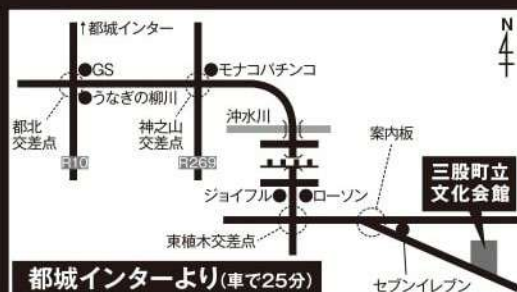 ↑都城インター
N
GS
モナコパチンコ
うなぎの柳川
都北
交差点
神之山
交差点
沖水川
案内板
R10
R269
三股町立
文化会館
ジョイフル
ローソン
東植木交差点
都城インターより(車で25分)
セブンイレブン